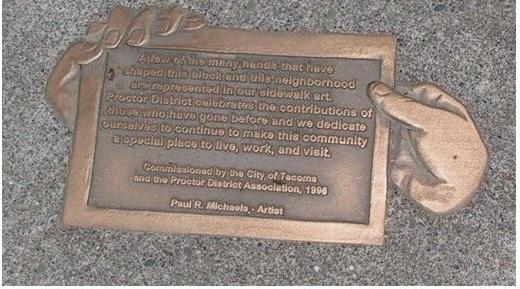 A few of the many hands that have
shaped this block and this neighborhood
are represented in our sidewalk art.
Proctor District celebrates the contributions of
those who have gone before and we dedicate
ourselves to continue to make this community
a special place to live, work, and visit.
Commissioned by the City of Tacoma
and the Proctor District Association, 1996
Paul R. Michaels, - Artist